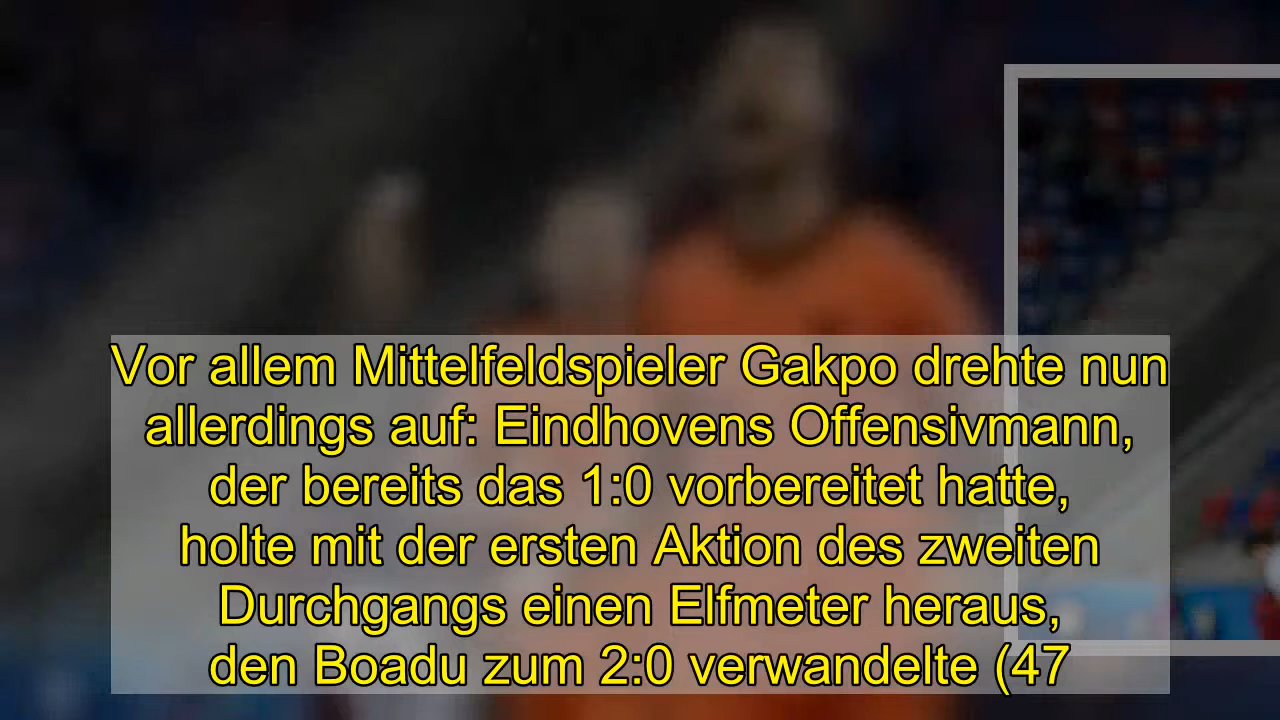 Vor allem Mittelfeldspieler Gakpo drehte nun
allerdings auf: Eindhovens Offensivmann,
der bereits das 1:0 vorbereitet hatte,
holte mit der ersten Aktion des zweiten
Durchgangs einen Elfmeter heraus,
den Boadu zum 2:0 verwandelte (47